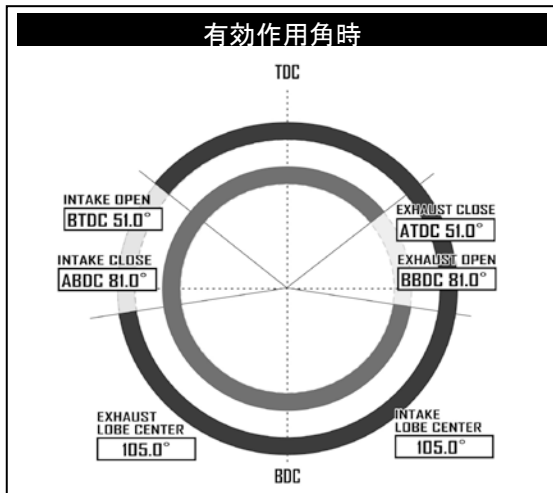 有効作用角時
TDC
INTAKE OPEN
BTDC 51.0°
EXHAUST CLOSE
ATDC 51.0°
INTAKE CLOSE
ABDC 81.0°
EXHAUST OPEN
BBDC 81.0°
EXHAUST
LOBE CENTER
105.0°
INTAKE
LOBE CENTER
105.0°
BDC